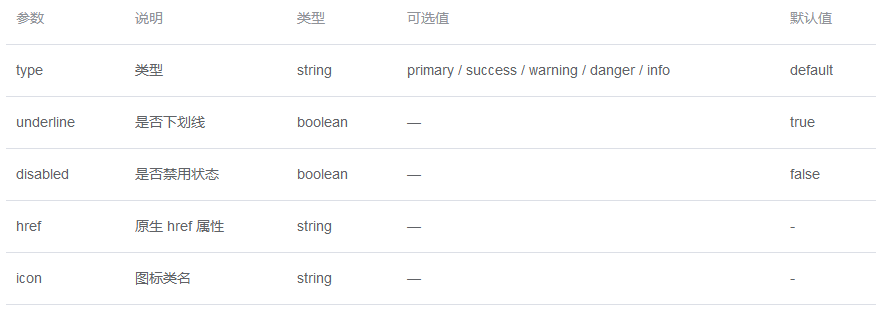 参数 说明 类型 可选值 默认值
type 类型 string primary / success / warning / danger / info default
underline 是否下划线 boolean — true
disabled 是否禁用状态 boolean — false
href 原生 href 属性 string — -
icon 图标类名 string — -